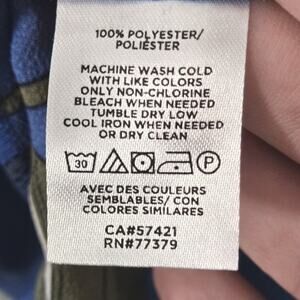 100% POLYESTER/
POLIÉSTER
MACHINE WASH COLD
WITH LIKE COLORS
ONLY NON-CHLORINE
BLEACH WHEN NEEDED
TUMBLE DRY LOW
COOL IRON WHEN NEEDED
OR DRY CLEAN
30 P
AVEC DES COULEURS
SEMBLABLES/ CON
COLORES SIMILARES
CA#57421
RN#77379